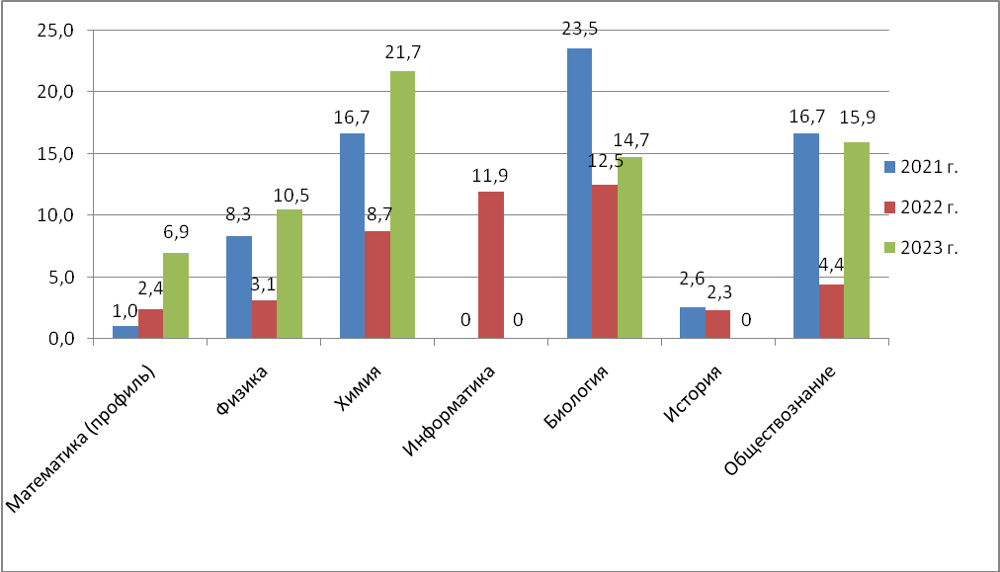 25,0
20,0
15,0
10,0
5,0
0,0
1,0
2,4
6,9
8,3
3,1
10,5
16,7
8,7
21,7
0
11,9
0
23,5
12,5
14,7
2,6
2,3
0
16,7
4,4
15,9
Математика (профиль)
Физика
Химия
Информатика
Биология
История
Обществознание
2021 г.
2022 г.
2023 г.